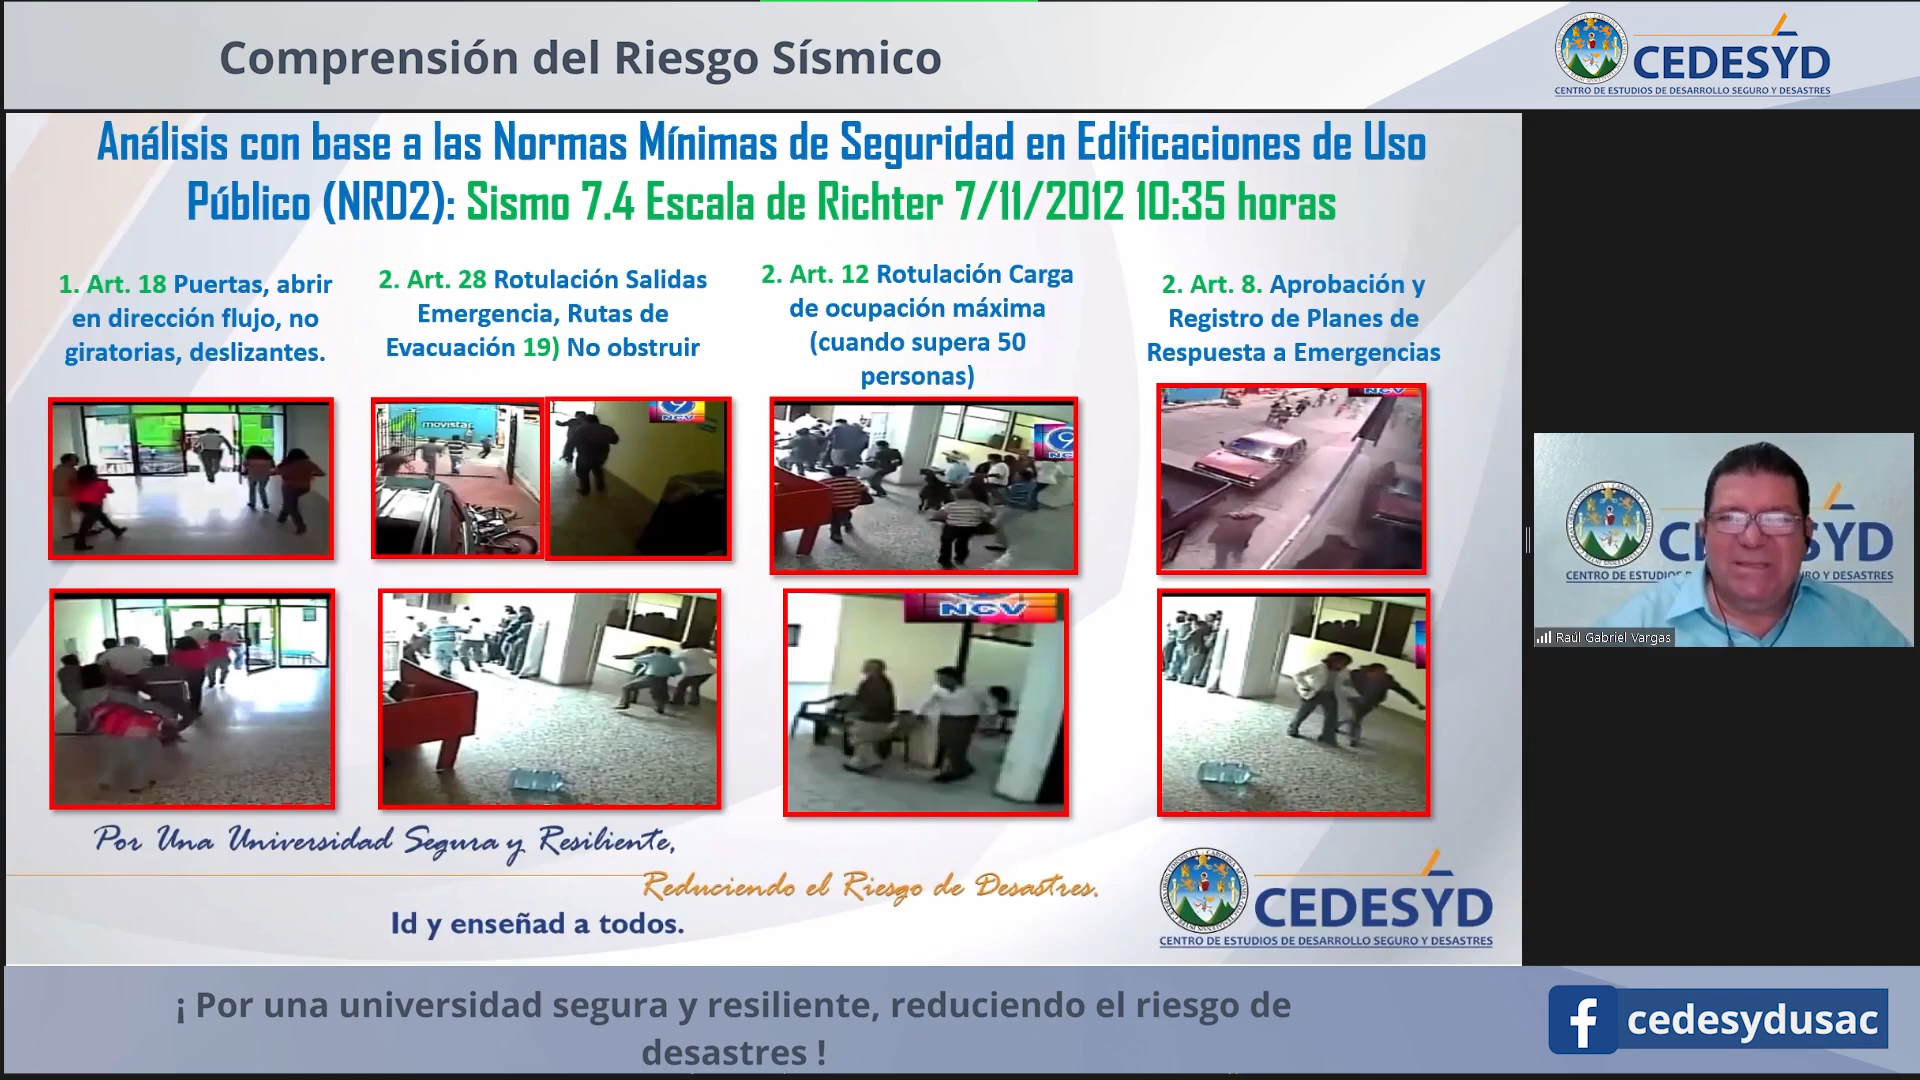 Comprensión del Riesgo Sísmico
CEDESYD
CENTRO DE ESTUDIOS DE DESARROLLO SEGURO Y DESASTRES
Análisis con base a las Normas Mínimas de Seguridad en Edificaciones de Uso
Público (NRD2): Sismo 7.4 Escala de Richter 7/11/2012 10:35 horas
1. Art. 18 Puertas, abrir
en dirección flujo, no
giratorias, deslizantes.
2. Art. 28 Rotulación Salidas
Emergencia, Rutas de
Evacuación 19) No obstruir
2. Art. 12 Rotulación Carga
de ocupación máxima
(cuando supera 50
personas)
2. Art. 8. Aprobación y
Registro de Planes de
Respuesta a Emergencias
movistar
9
NCV
9
NCV
Raúl Gabriel Vargas
Por Una Universidad Segura y Resiliente,
Reduciendo el Riesgo de Desastres.
Id y enseñad a todos.
CEDESYD
CENTRO DE ESTUDIOS DE DESARROLLO SEGURO Y DESASTRES
¡ Por una universidad segura y resiliente, reduciendo el riesgo de
desastres !
f cedesydusac